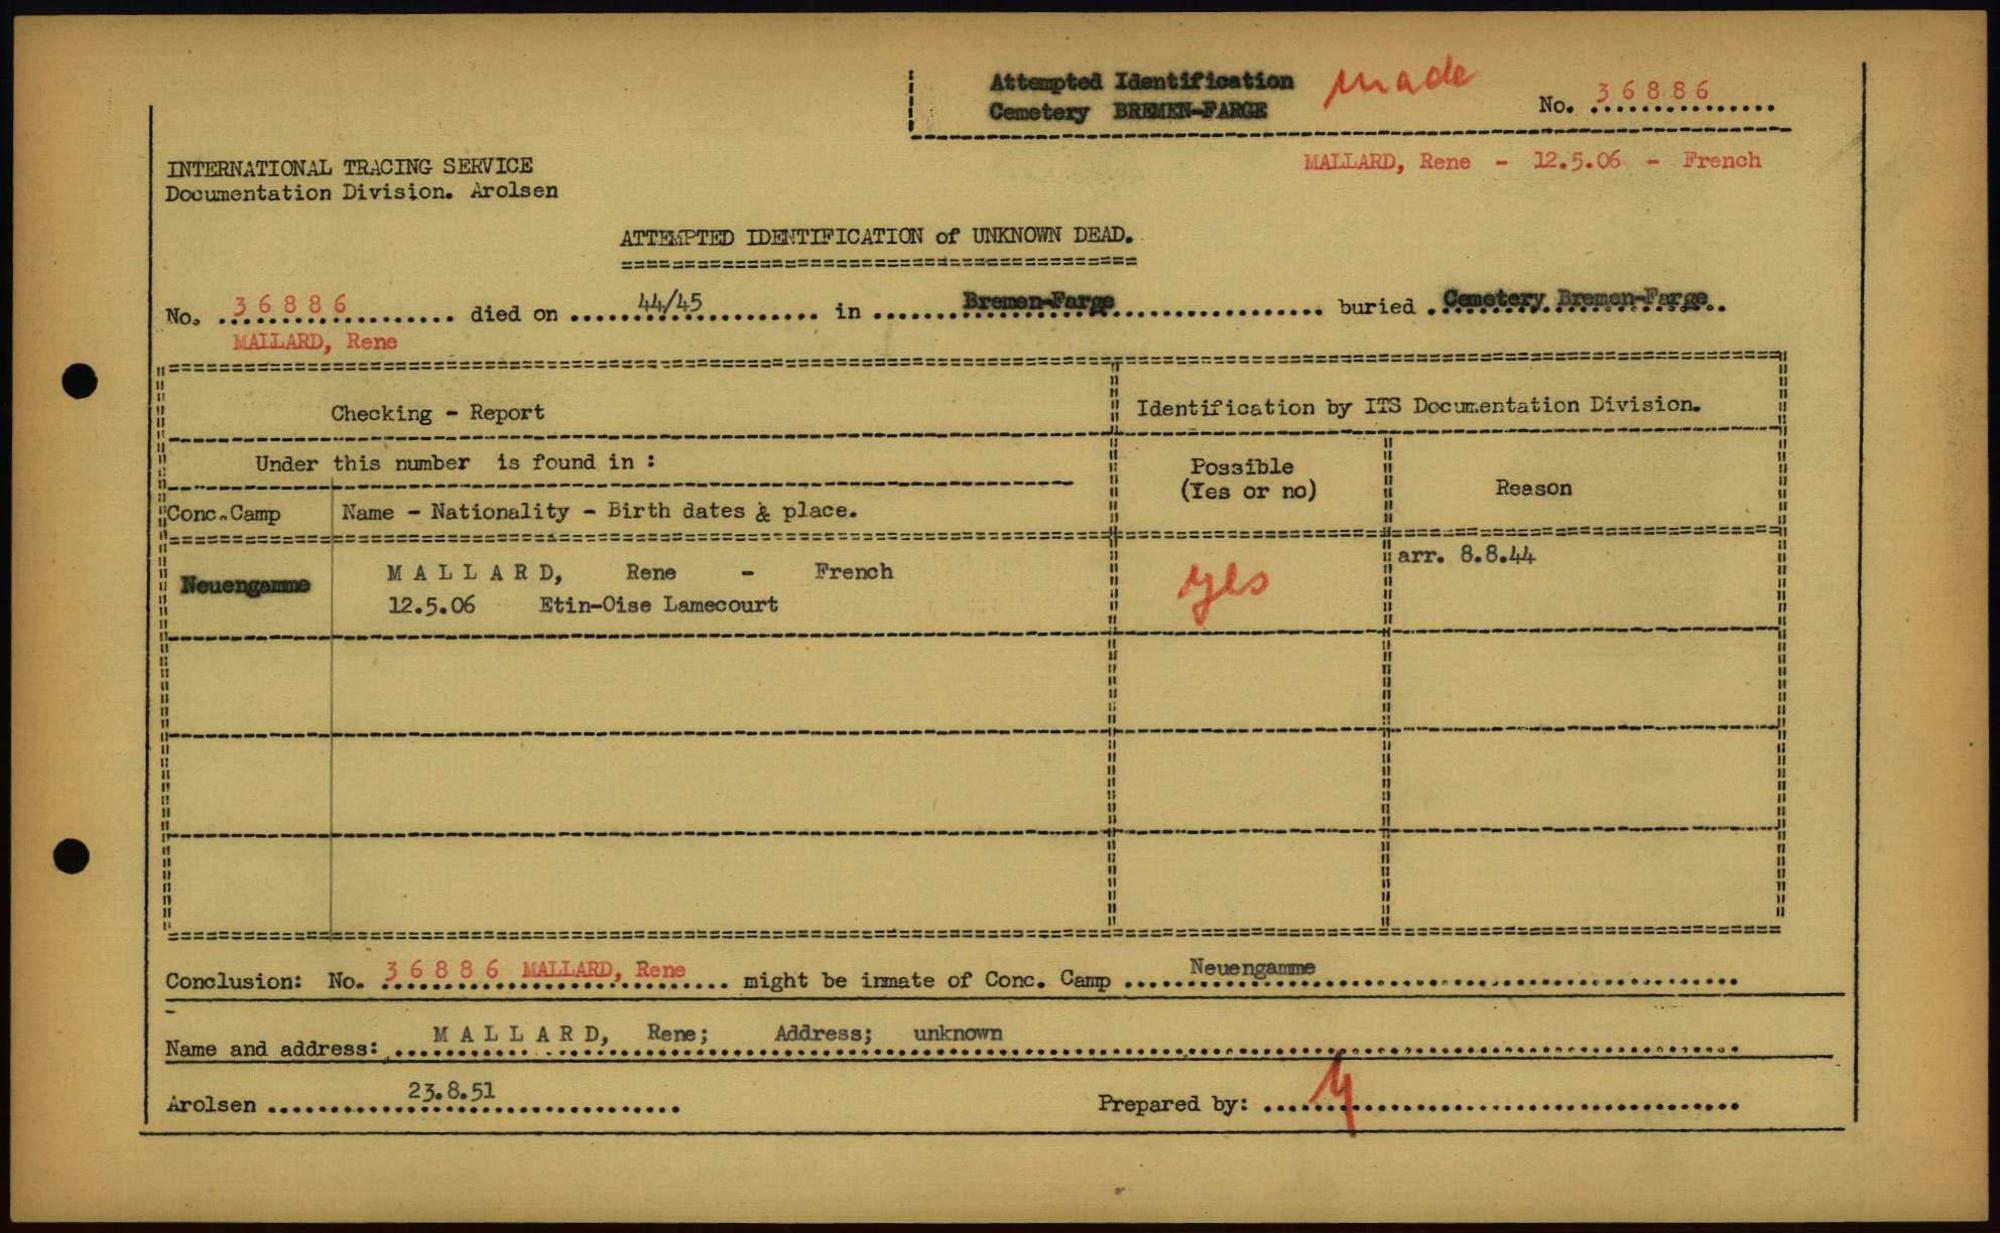 Attempted Identification made
Cemetery BREMEN-FARGE
No. 36886
MALLARD, Rene - 12.5.06 - French
INTERNATIONAL TRACING SERVICE
Documentation Division. Arolsen
ATTEMPTED IDENTIFICATION of UNKNOWN DEAD.
No. 36886 died on 44/45 in Bremen-Farge buried Cemetery Bremen-Farge
MALLARD, Rene
Checking - Report
Identification by ITS Documentation Division.
Under this number is found in :
Possible
(Yes or no)
Reason
Conc.Camp Name - Nationality - Birth dates & place.
Neuengamme
MALLARD, Rene - French
12.5.06 Etin-Oise Lamecourt
yes
arr. 8.8.44
Conclusion: No. 36886 MALLARD, Rene might be inmate of Conc. Camp Neuengamme
Name and address: MALLARD, Rene; Address; unknown
Arolsen 23.8.51
Prepared by: